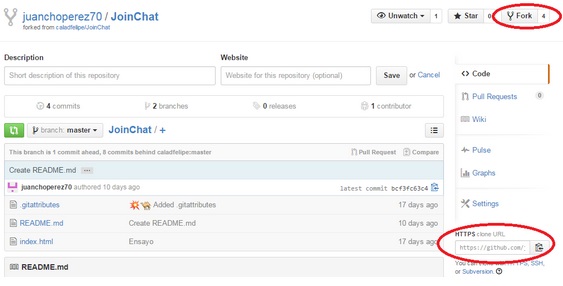 juanchoperez70 / JoinChat
forked from caladfelipe/JoinChat
Unwatch 1 Star 0 Fork 4
Description Website
Short description of this repository Website for this repository (optional) Save or Cancel
4 commits 2 branches 0 releases 1 contributor
branch: master JoinChat / +
This branch is 1 commit ahead, 8 commits behind caladfelipe:master Pull Request Compare
Create README.md
juanchoperez70 authored 10 days ago latest commit bcf3fc63c4
.gitattributes Added .gitattributes 17 days ago
README.md Create README.md 10 days ago
index.html Ensayo 17 days ago
README.md
Code
Pull Requests 0
Wiki
Pulse
Graphs
Settings
HTTPS clone URL
https://github.com/
You can clone with HTTPS, SSH,
or Subversion.